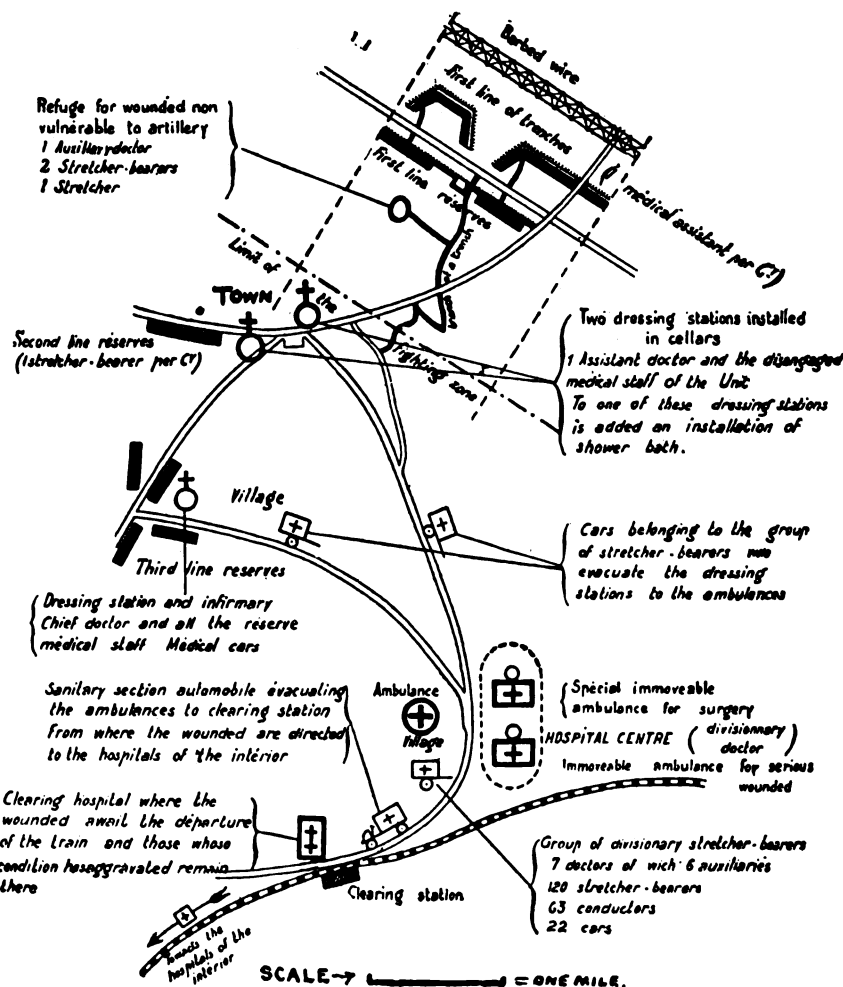 Barbed wire
First line of trenches
Refuge for wounded non
vulnerable to artillery
1 Auxiliary doctor
2 Stretcher-bearers
1 Stretcher
First line reserves
1 medical assistant per Cy)
Limit of
the
fighting zone
TOWN
Second line reserves
(1 stretcher-bearer per Cy)
Two dressing stations installed
in cellars
1 Assistant doctor and the disengaged
medical staff of the Unit
To one of these dressing stations
is added an installation of
shower bath.
Village
Third line reserves
Cars belonging to the group
of stretcher-bearers
evacuate the dressing
stations to the ambulances
Dressing station and infirmary
Chief doctor and all the reserve
medical staff Medical cars
Sanitary section automobile evacuating
the ambulances to clearing station
From where the wounded are directed
to the hospitals of the interior
Ambulance
Village
Special immoveable
ambulance for surgery
HOSPITAL CENTRE (divisionnary
doctor)
Immoveable ambulance for serious
wounded
Clearing hospital where the
wounded await the departure
of the train and those whose
condition has aggravated remain
there
Clearing station
Group of divisionary stretcher-bearers
7 doctors of wich 6 auxiliaries
120 stretcher-bearers
63 conductors
22 cars
Towards the
hospitals of the
interior
SCALE → = ONE MILE.